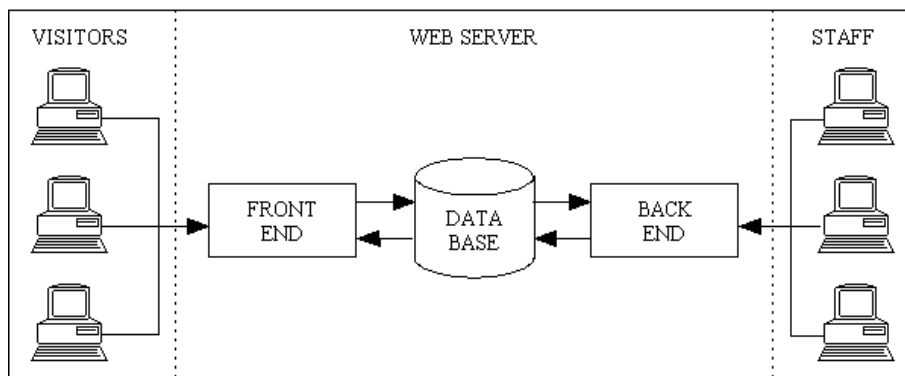 VISITORS
WEB SERVER
STAFF
FRONT
END
DATA
BASE
BACK
END